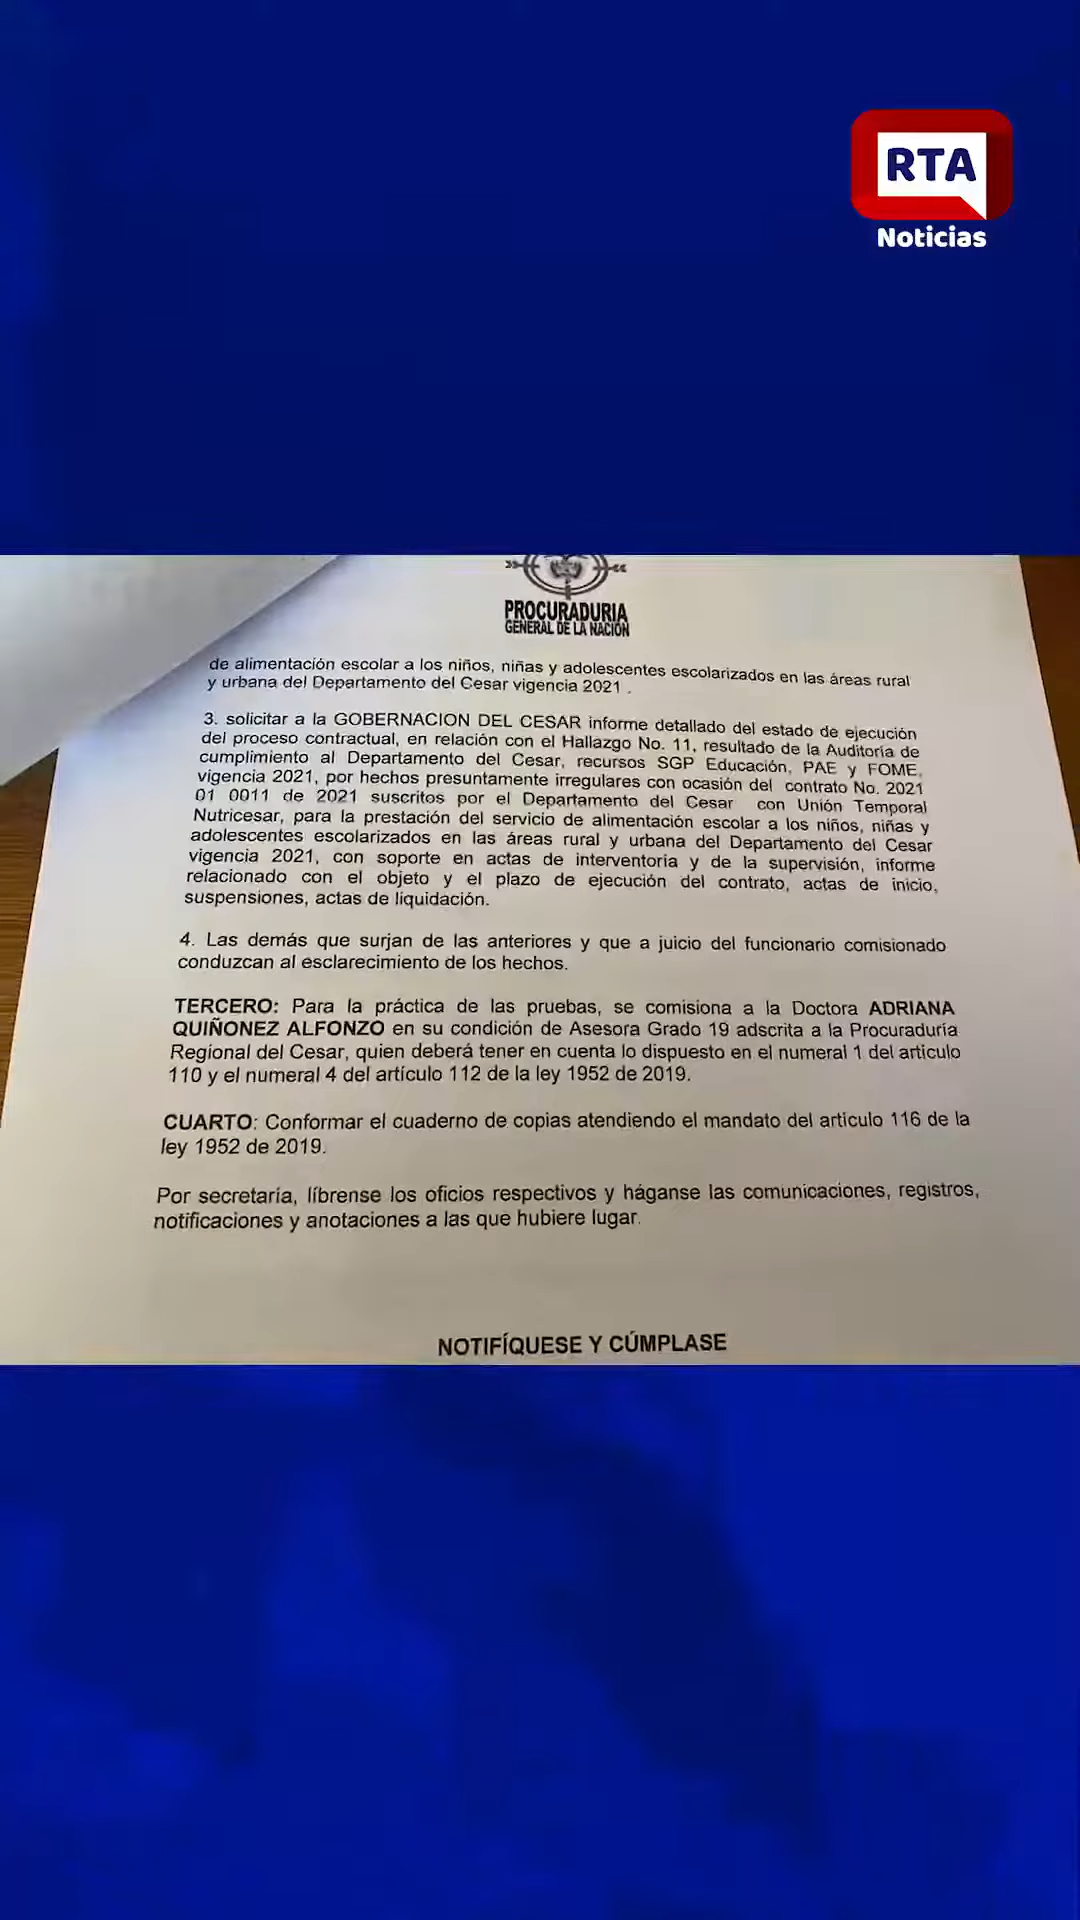 RTA
Noticias
PROCURADURIA
GENERAL DE LA NACIÓN
de alimentación escolar a los niños, niñas y adolescentes escolarizados en las áreas rural
y urbana del Departamento del Cesar vigencia 2021 .
3. solicitar a la GOBERNACION DEL CESAR informe detallado del estado de ejecución
del proceso contractual, en relación con el Hallazgo No. 11, resultado de la Auditoría de
cumplimiento al Departamento del Cesar, recursos SGP Educación, PAE y FOME,
vigencia 2021, por hechos presuntamente irregulares con ocasión del contrato No. 2021
01 0011 de 2021 suscritos por el Departamento del Cesar con Unión Temporal
Nutricesar, para la prestación del servicio de alimentación escolar a los niños, niñas y
adolescentes escolarizados en las áreas rural y urbana del Departamento del Cesar
vigencia 2021, con soporte en actas de interventoria y de la supervisión, informe
relacionado con el objeto y el plazo de ejecución del contrato, actas de inicio,
suspensiones, actas de liquidación.
4. Las demás que surjan de las anteriores y que a juicio del funcionario comisionado
conduzcan al esclarecimiento de los hechos.
TERCERO: Para la práctica de las pruebas, se comisiona a la Doctora ADRIANA
QUIÑONEZ ALFONZO en su condición de Asesora Grado 19 adscrita a la Procuraduría
Regional del Cesar, quien deberá tener en cuenta lo dispuesto en el numeral 1 del artículo
110 y el numeral 4 del artículo 112 de la ley 1952 de 2019.
CUARTO: Conformar el cuaderno de copias atendiendo el mandato del artículo 116 de la
ley 1952 de 2019.
Por secretaría, líbrense los oficios respectivos y háganse las comunicaciones, registros,
notificaciones y anotaciones a las que hubiere lugar.
NOTIFÍQUESE Y CÚMPLASE